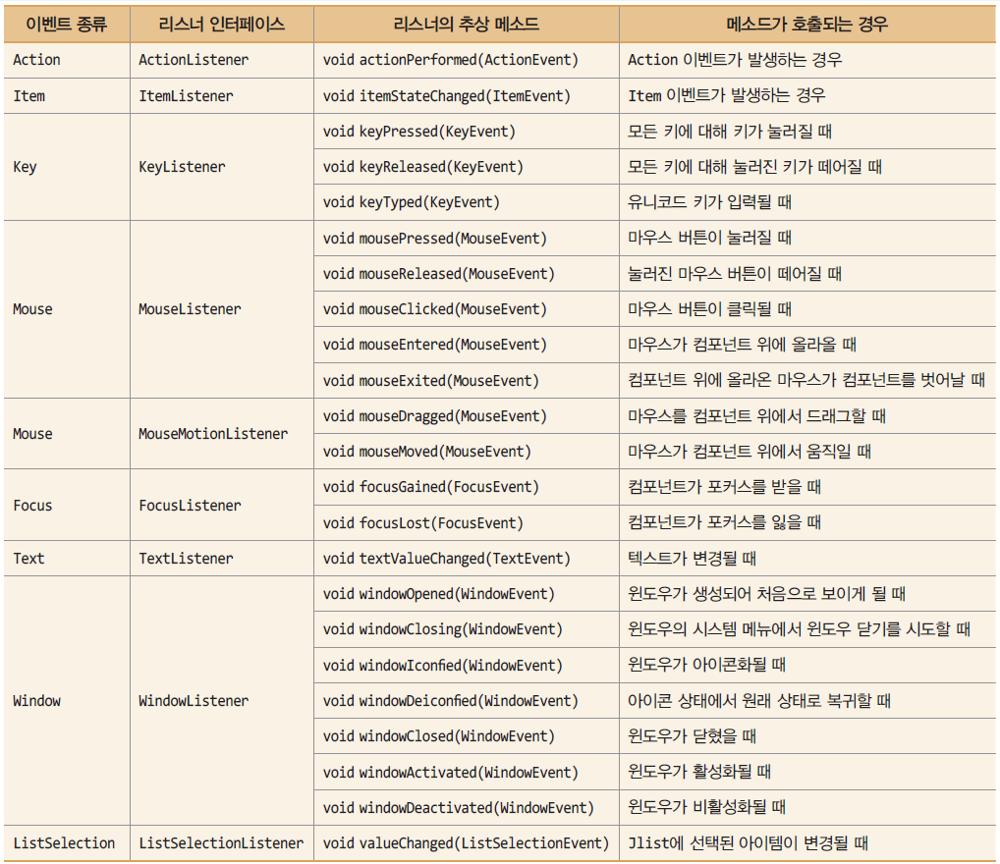 이벤트 종류 리스너 인터페이스 리스너의 추상 메소드 메소드가 호출되는 경우
Action ActionListener void actionPerformed(ActionEvent) Action 이벤트가 발생하는 경우
Item ItemListener void itemStateChanged(ItemEvent) Item 이벤트가 발생하는 경우
Key KeyListener void keyPressed(KeyEvent) 모든 키에 대해 키가 눌러질 때
void keyReleased(KeyEvent) 모든 키에 대해 눌러진 키가 떼어질 때
void keyTyped(KeyEvent) 유니코드 키가 입력될 때
Mouse MouseListener void mousePressed(MouseEvent) 마우스 버튼이 눌러질 때
void mouseReleased(MouseEvent) 눌러진 마우스 버튼이 떼어질 때
void mouseClicked(MouseEvent) 마우스 버튼이 클릭될 때
void mouseEntered(MouseEvent) 마우스가 컴포넌트 위에 올라올 때
void mouseExited(MouseEvent) 컴포넌트 위에 올라온 마우스가 컴포넌트를 벗어날 때
Mouse MouseMotionListener void mouseDragged(MouseEvent) 마우스를 컴포넌트 위에서 드래그할 때
void mouseMoved(MouseEvent) 마우스가 컴포넌트 위에서 움직일 때
Focus FocusListener void focusGained(FocusEvent) 컴포넌트가 포커스를 받을 때
void focusLost(FocusEvent) 컴포넌트가 포커스를 잃을 때
Text TextListener void textValueChanged(TextEvent) 텍스트가 변경될 때
Window WindowListener void windowOpened(WindowEvent) 윈도우가 생성되어 처음으로 보이게 될 때
void windowClosing(WindowEvent) 윈도우의 시스템 메뉴에서 윈도우 닫기를 시도할 때
void windowIconfied(WindowEvent) 윈도우가 아이콘화될 때
void windowDeiconfied(WindowEvent) 아이콘 상태에서 원래 상태로 복귀할 때
void windowClosed(WindowEvent) 윈도우가 닫혔을 때
void windowActivated(WindowEvent) 윈도우가 활성화될 때
void windowDeactivated(WindowEvent) 윈도우가 비활성화될 때
ListSelection ListSelectionListener void valueChanged(ListSelectionEvent) Jlist에 선택된 아이템이 변경될 때